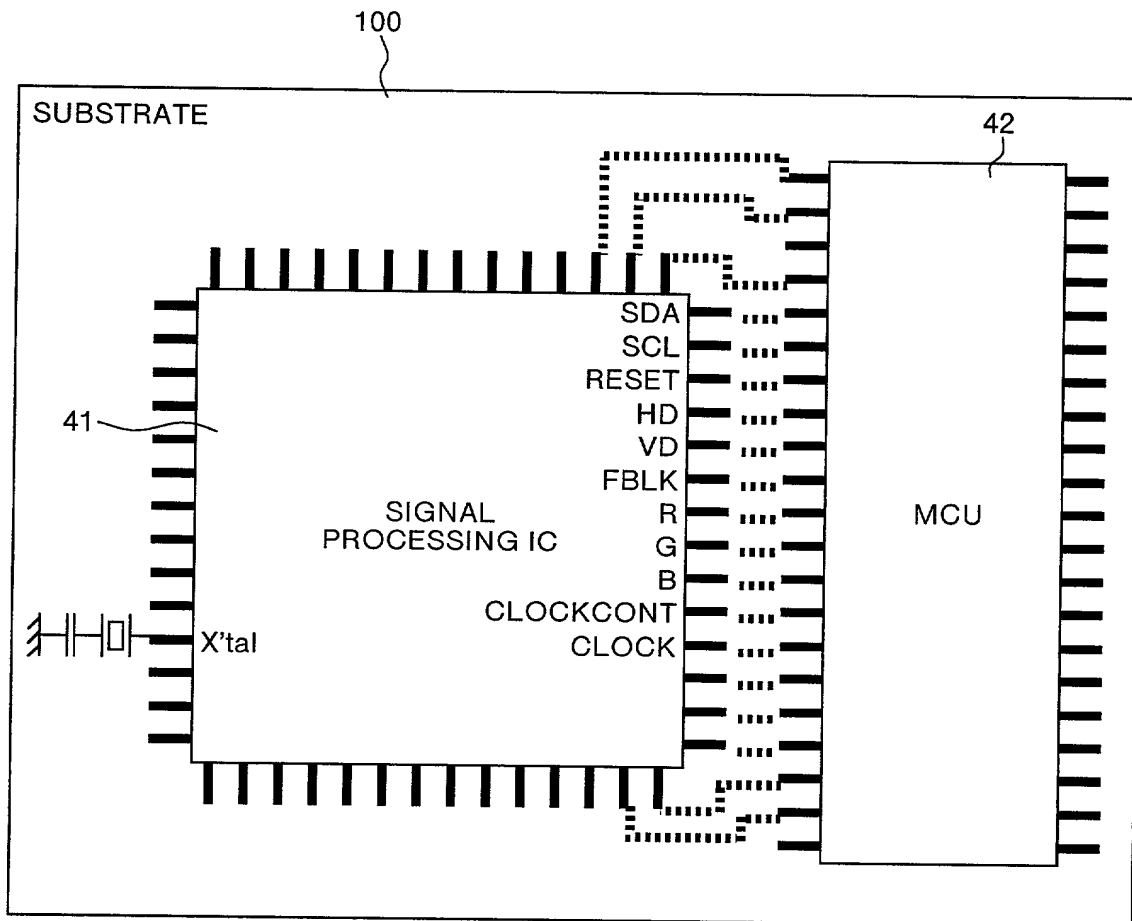 100
SUBSTRATE
42
SDA
SCL
RESET
HD
41
VD
FBLK
SIGNAL
PROCESSING IC
R
G
B
MCU
CLOCKCONT
X'tal
CLOCK